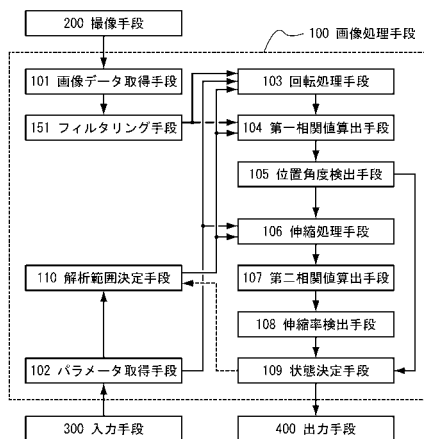 200 撮像手段
100 画像処理手段
101 画像データ取得手段
103 回転処理手段
151 フィルタリング手段
104 第一相関値算出手段
105 位置角度検出手段
106 伸縮処理手段
110 解析範囲決定手段
107 第二相関値算出手段
108 伸縮率検出手段
102 パラメータ取得手段
109 状態決定手段
300 入力手段
400 出力手段